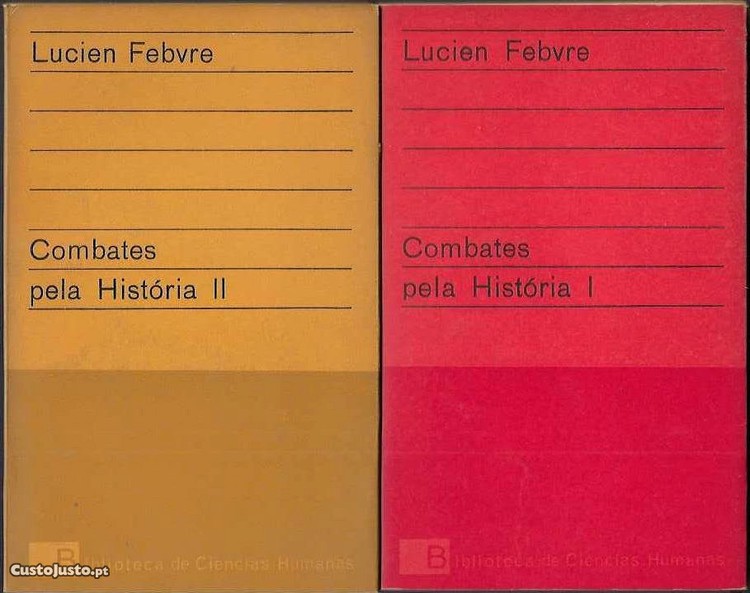 Lucien Febvre
Combates
pela História II
Biblioteca de Ciencias Humanas
CustoJusto.pt
Lucien Febvre
Combates
pela História I
Biblioteca de Ciencias Humanas